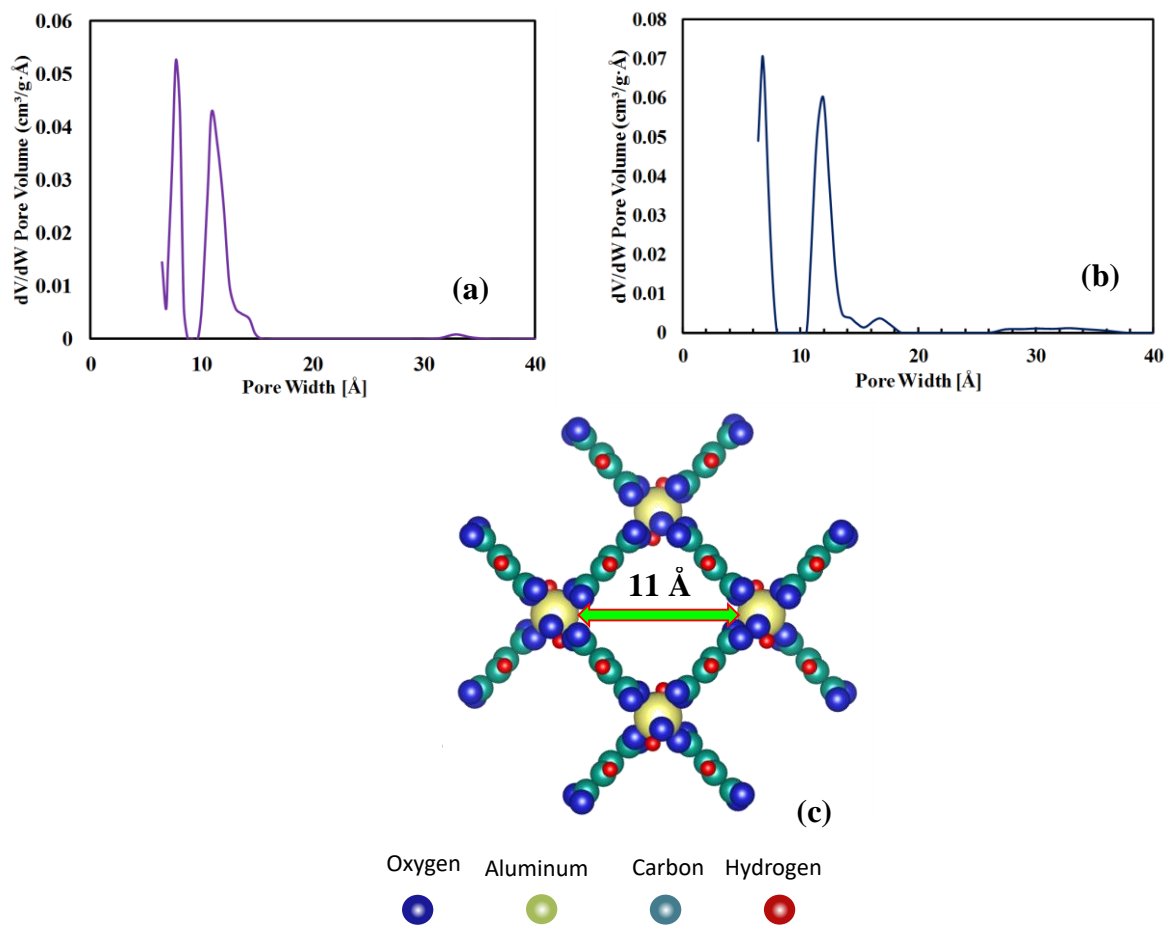 0.06
0.05
0.04
0.03
0.02
0.01
0
dV/dW Pore Volume (cm³/g·Å)
0 10 20 30 40
Pore Width [Å]
(a)
0.08
0.07
0.06
0.05
0.04
0.03
0.02
0.01
0
dV/dW Pore Volume (cm³/g·Å)
0 10 20 30 40
Pore Width [Å]
(b)
11 Å
(c)
Oxygen Aluminum Carbon Hydrogen